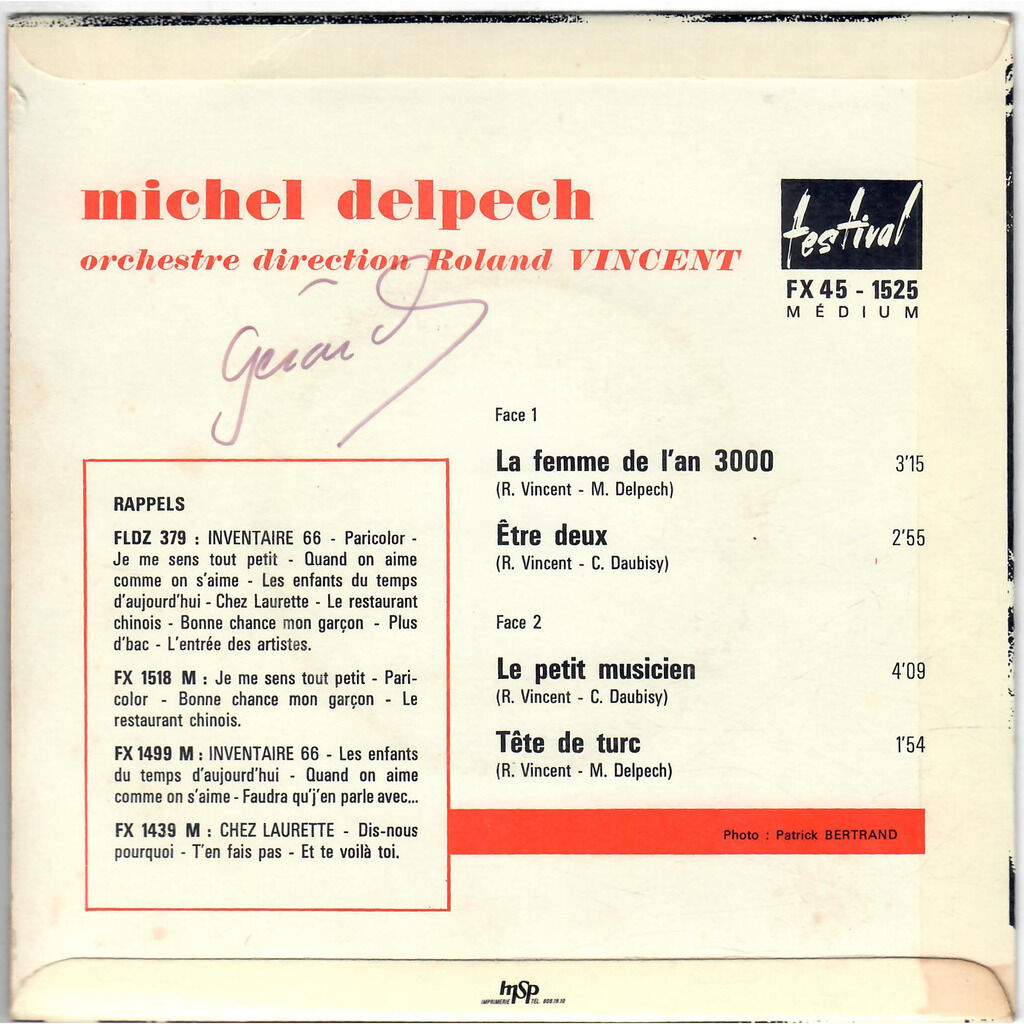 michel delpech
orchestre direction Roland VINCENT
festival
FX 45 - 1525
MÉDIUM
Gérard
Face 1
La femme de l'an 3000 3'15
(R. Vincent - M. Delpech)
Être deux 2'55
(R. Vincent - C. Daubisy)
Face 2
Le petit musicien 4'09
(R. Vincent - C. Daubisy)
Tête de turc 1'54
(R. Vincent - M. Delpech)
RAPPELS
FLDZ 379 : INVENTAIRE 66 - Paricolor -
Je me sens tout petit - Quand on aime
comme on s'aime - Les enfants du temps
d'aujourd'hui - Chez Laurette - Le restaurant
chinois - Bonne chance mon garçon - Plus
d'bac - L'entrée des artistes.
FX 1518 M : Je me sens tout petit - Pari-
color - Bonne chance mon garçon - Le
restaurant chinois.
FX 1499 M : INVENTAIRE 66 - Les enfants
du temps d'aujourd'hui - Quand on aime
comme on s'aime - Faudra qu'j'en parle avec...
FX 1439 M : CHEZ LAURETTE - Dis-nous
pourquoi - T'en fais pas - Et te voilà toi.
Photo : Patrick BERTRAND
IMPRIMERIE msp TÉL. 808.19.10